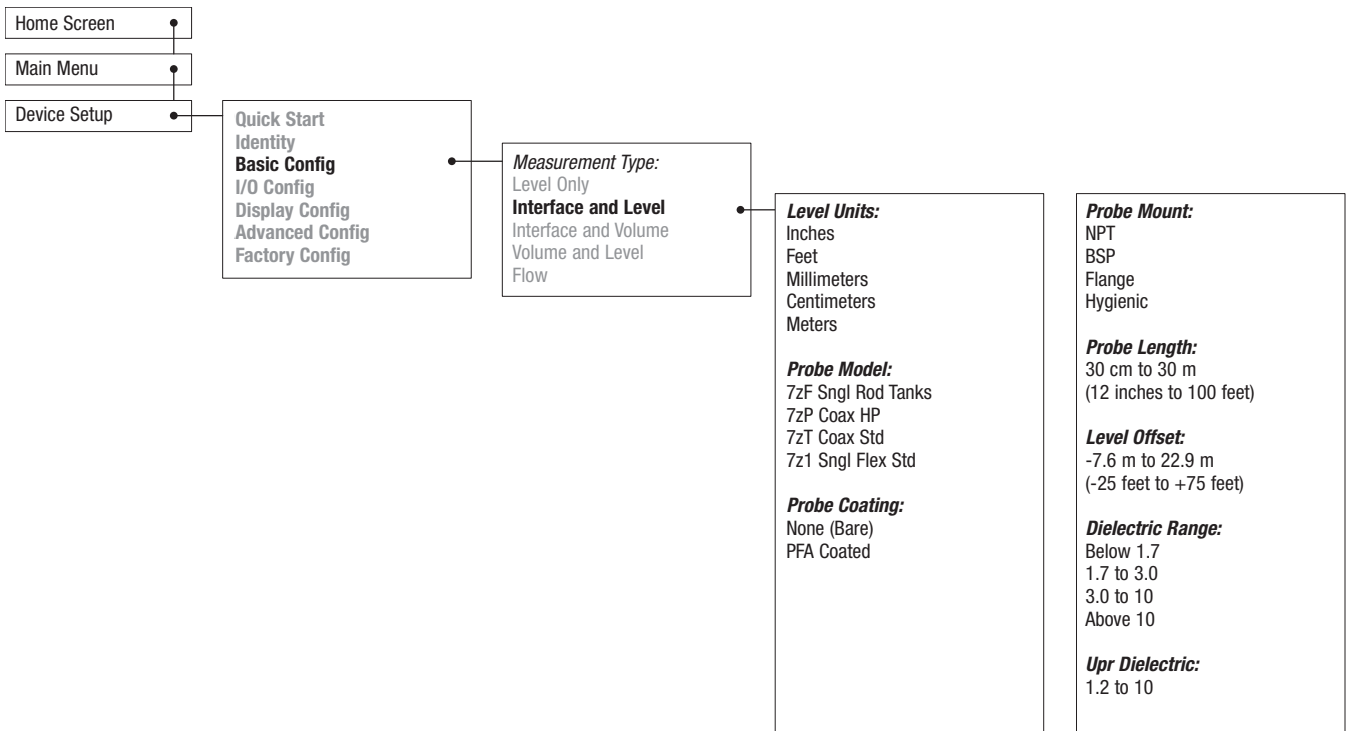 Home Screen
Main Menu
Device Setup
Quick Start
Identity
Basic Config
I/O Config
Display Config
Advanced Config
Factory Config
Measurement Type:
Level Only
Interface and Level
Interface and Volume
Volume and Level
Flow
Level Units:
Inches
Feet
Millimeters
Centimeters
Meters
Probe Model:
7zF Sngl Rod Tanks
7zP Coax HP
7zT Coax Std
7z1 Sngl Flex Std
Probe Coating:
None (Bare)
PFA Coated
Probe Mount:
NPT
BSP
Flange
Hygienic
Probe Length:
30 cm to 30 m
(12 inches to 100 feet)
Level Offset:
-7.6 m to 22.9 m
(-25 feet to +75 feet)
Dielectric Range:
Below 1.7
1.7 to 3.0
3.0 to 10
Above 10
Upr Dielectric:
1.2 to 10